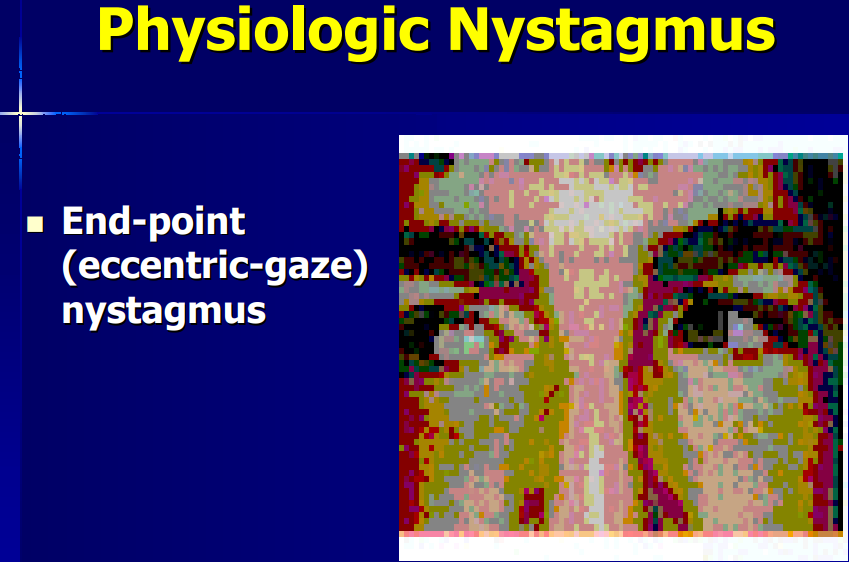 Physiologic Nystagmus
End-point
(eccentric-gaze)
nystagmus